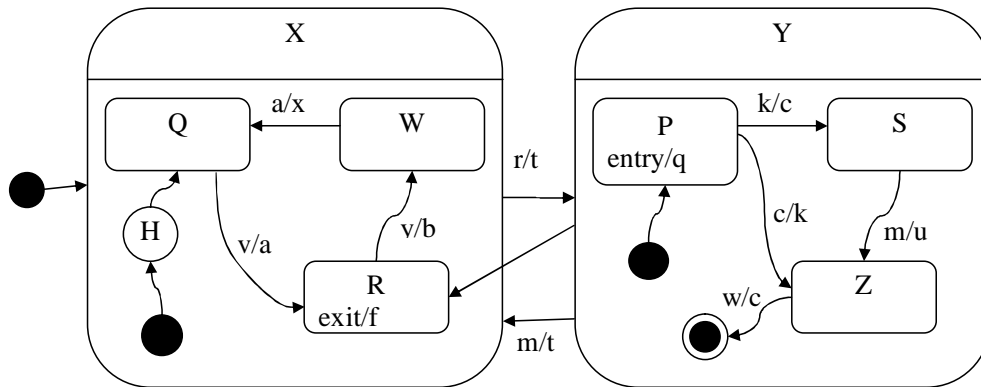 X
Y
Q
a/x
W
P
entry/q
k/c
S
r/t
H
v/a
v/b
c/k
m/u
R
exit/f
w/c
Z
m/t